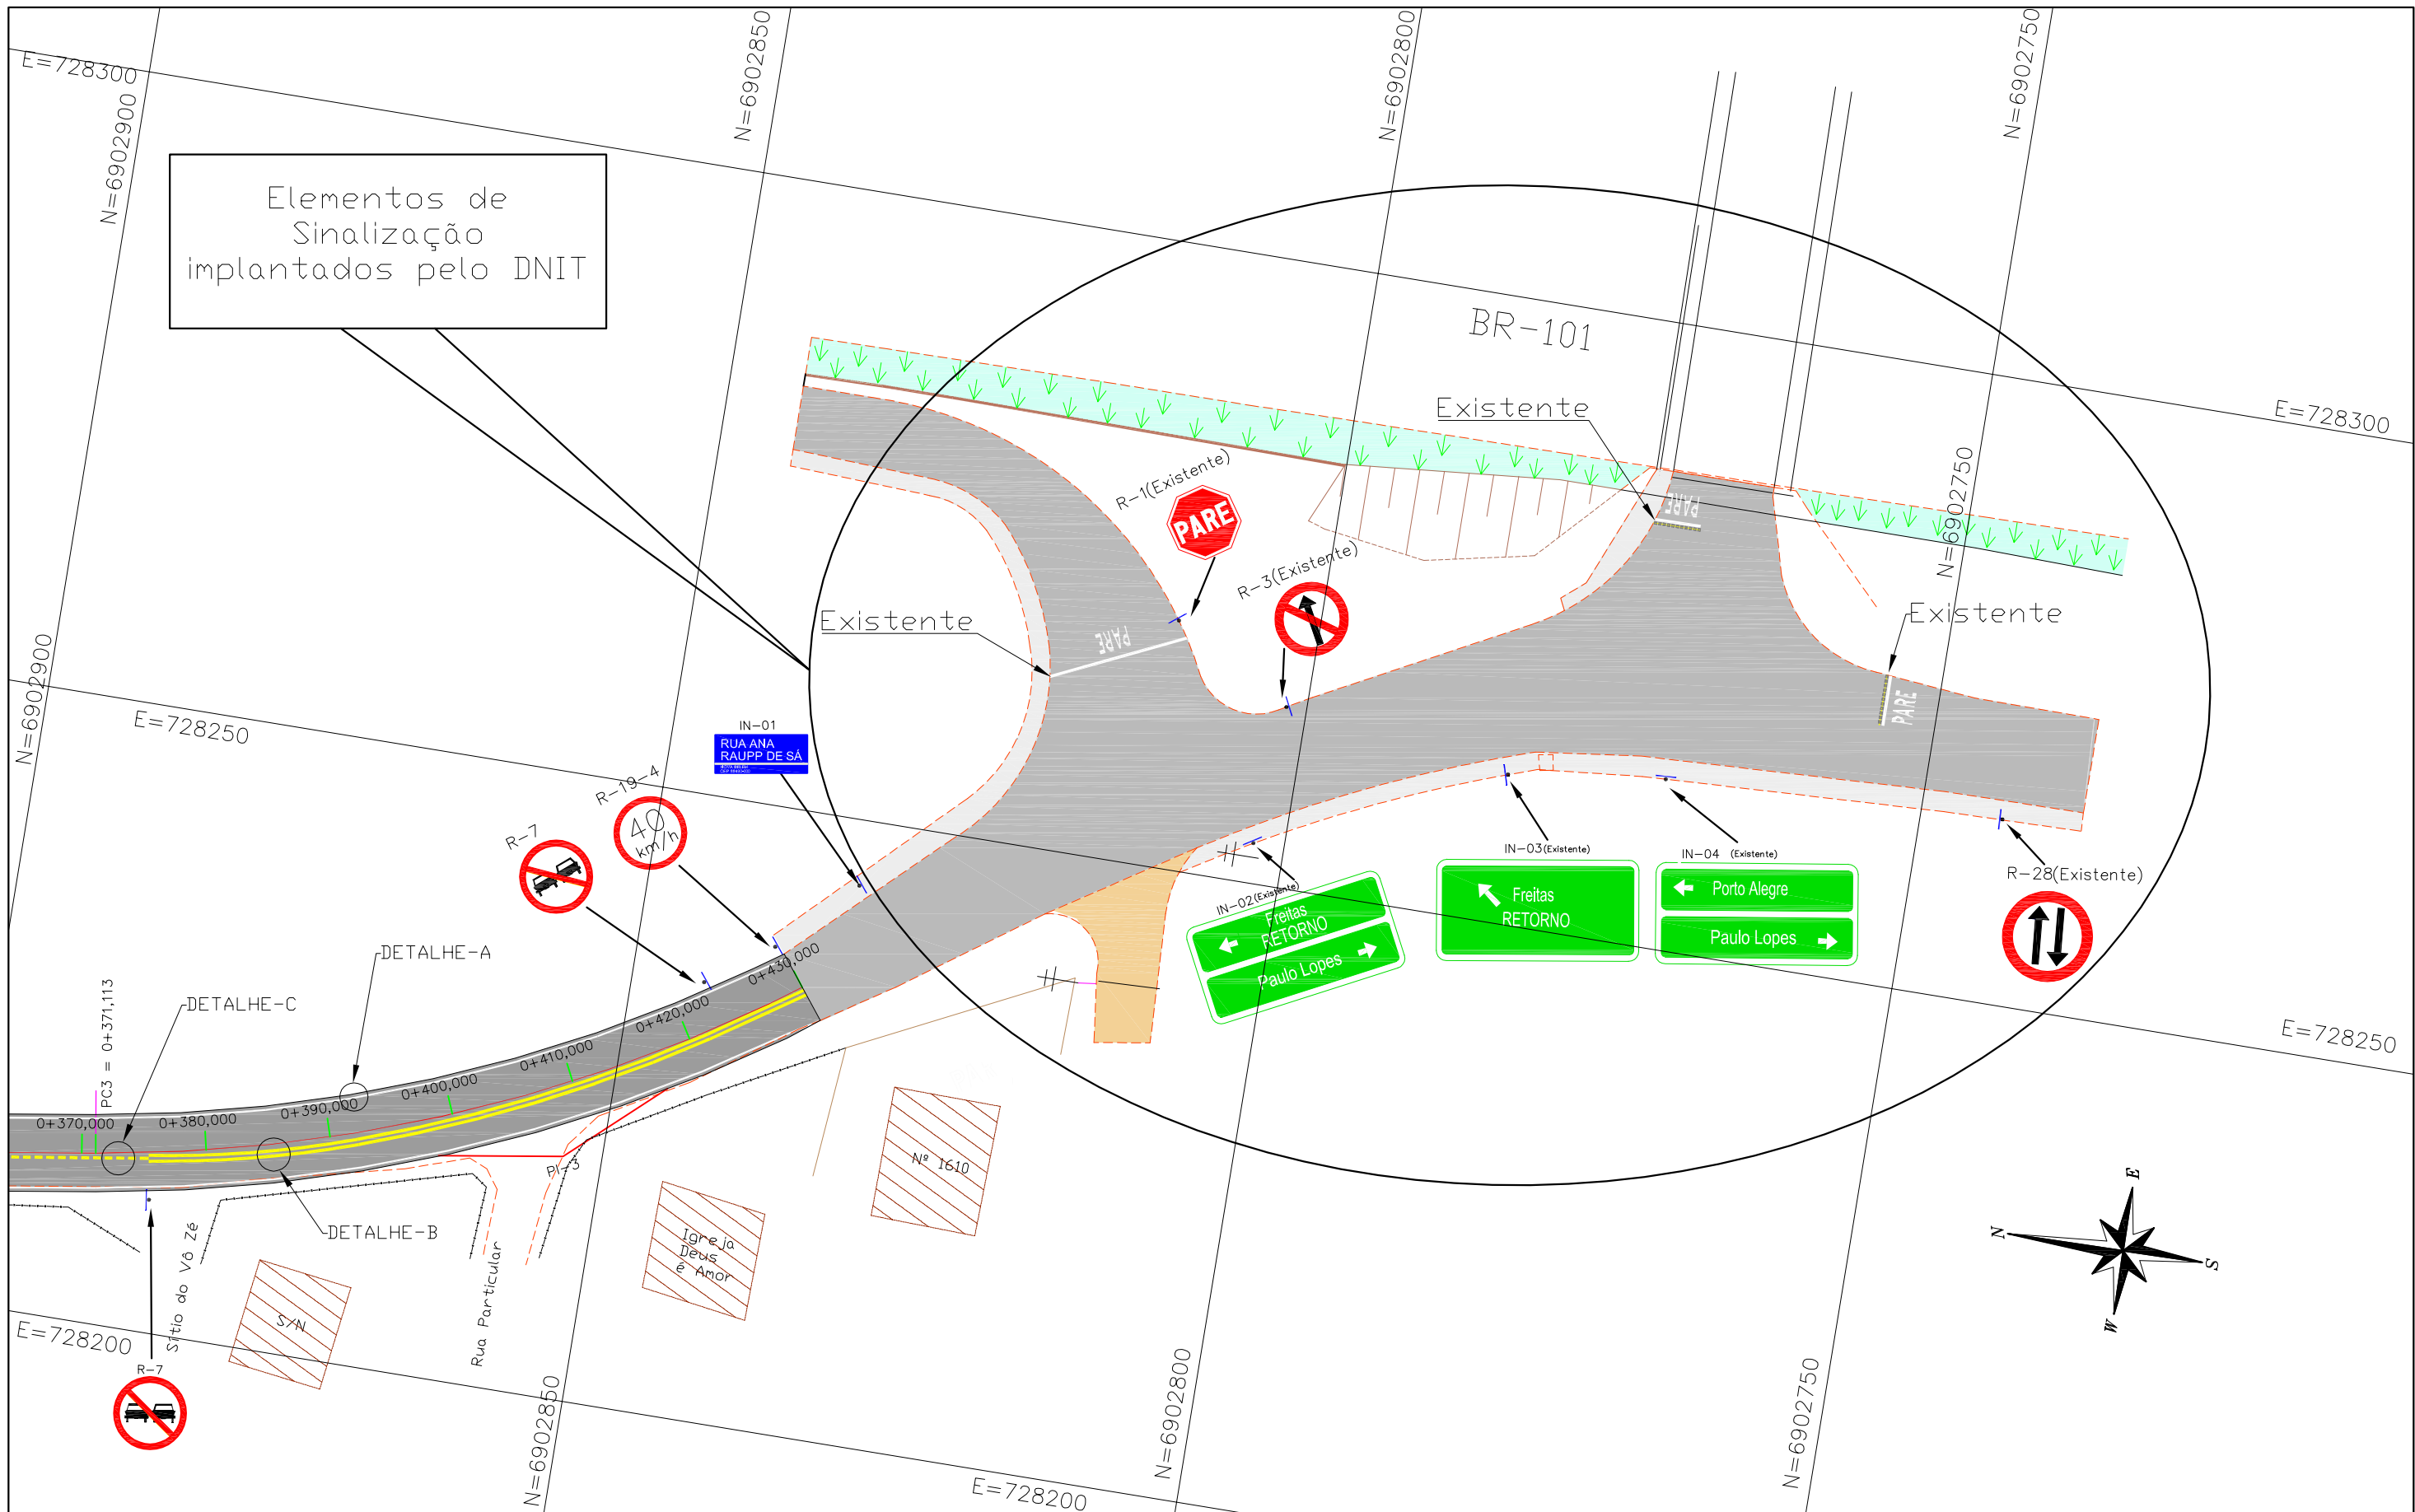 E=728300
N=6902900
N=6902850
N=6902800
N=6902750
Elementos de
Sinalização
implantados pelo DNIT
BR-101
Existente
E=728300
R-1(Existente)
PARE
PARE
R-3(Existente)
N=6902750
Existente
PARE
Existente
PARE
N=6902900
E=728250
IN-01
RUA ANA
RAUPP DE SÁ
R-19-4
40
km/h
R-7
IN-02(Existente)
Freitas
RETORNO
Paulo Lopes
IN-03(Existente)
Freitas
RETORNO
IN-04 (Existente)
Porto Alegre
Paulo Lopes
R-28(Existente)
E=728250
DETALHE-A
DETALHE-C
PC3 = 0+371,113
0+370,000
0+380,000
0+390,000
0+400,000
0+410,000
0+420,000
0+430,000
PI-3
DETALHE-B
Sítio do Vô Zé
Rua Particular
S/N
Igreja
Deus
é Amor
Nº 1610
E=728200
R-7
N=6902850
E=728200
N=6902800
N=6902750
N
E
S
W